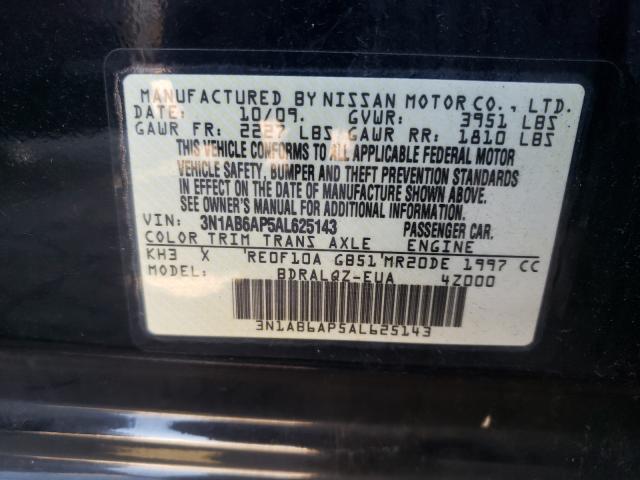 MANUFACTURED BY NISSAN MOTOR CO., LTD.
DATE: 10/09. GVWR: 3951 LBS
GAWR FR: 2227 LBS GAWR RR: 1810 LBS
THIS VEHICLE CONFORMS TO ALL APPLICABLE FEDERAL MOTOR
VEHICLE SAFETY, BUMPER AND THEFT PREVENTION STANDARDS
IN EFFECT ON THE DATE OF MANUFACTURE SHOWN ABOVE.
SEE OWNER'S MANUAL FOR ADDITIONAL INFORMATION.
VIN: 3N1AB6AP5AL625143 PASSENGER CAR.
COLOR TRIM TRANS AXLE ENGINE
KH3 X RE0F10A GB51 MR20DE 1997 CC
MODEL: BDRALQZ-EUA 4Z000
3N1AB6AP5AL625143